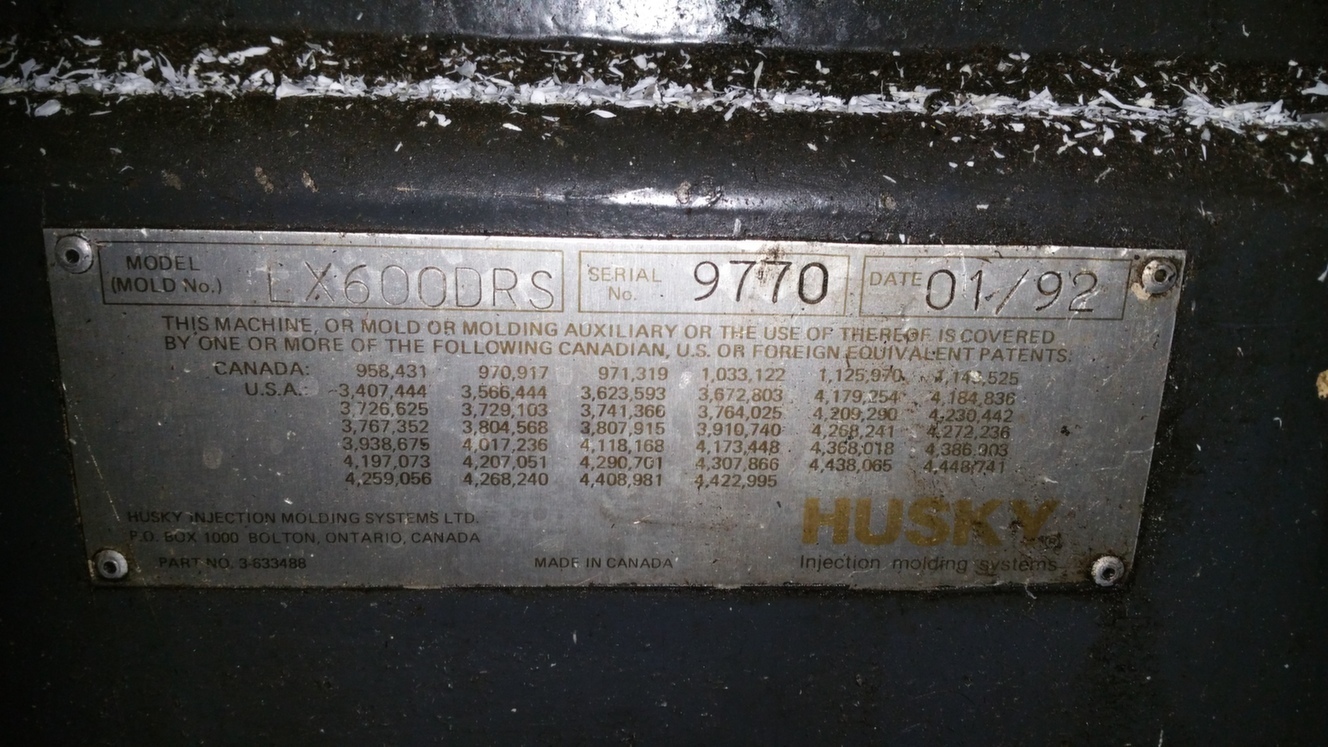 MODEL (MOLD No.) LX600DRS SERIAL No. 9770 DATE 01/92
THIS MACHINE, OR MOLD OR MOLDING AUXILIARY OR THE USE OF THEREOF IS COVERED
BY ONE OR MORE OF THE FOLLOWING CANADIAN, U.S. OR FOREIGN EQUIVALENT PATENTS:
CANADA: 958,431 970,917 971,319 1,033,122 1,125,970
U.S.A.: 3,407,444 3,566,444 3,623,593 3,672,803 4,179,254 4,184,836
3,726,625 3,729,103 3,741,366 3,764,025 4,209,290 4,230,442
3,767,352 3,804,568 3,807,915 3,910,740 4,268,241 4,272,236
3,938,675 4,017,236 4,118,168 4,173,448 4,368,018
4,197,073 4,207,051 4,290,701 4,307,866 4,438,065 4,448,741
4,259,056 4,268,240 4,408,981 4,422,995
HUSKY INJECTION MOLDING SYSTEMS LTD.
P.O. BOX 1000 BOLTON, ONTARIO, CANADA
PART NO. 3-633488 MADE IN CANADA
HUSKY
Injection molding systems